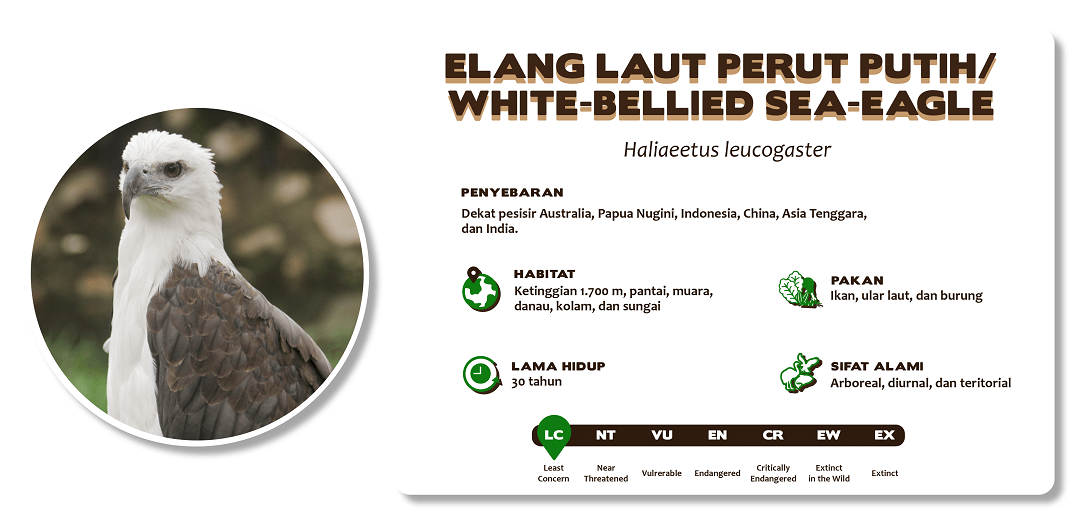 ELANG LAUT PERUT PUTIH/
WHITE-BELLIED SEA-EAGLE
Haliaeetus leucogaster
PENYEBARAN
Dekat pesisir Australia, Papua Nugini, Indonesia, China, Asia Tenggara,
dan India.
HABITAT
Ketinggian 1.700 m, pantai, muara,
danau, kolam, dan sungai
PAKAN
Ikan, ular laut, dan burung
LAMA HIDUP
30 tahun
SIFAT ALAMI
Arboreal, diurnal, dan teritorial
LC NT VU EN CR EW EX
Least Near Vulrerable Endangered Critically Extinct Extinct
Concern Threatened Endangered in the Wild